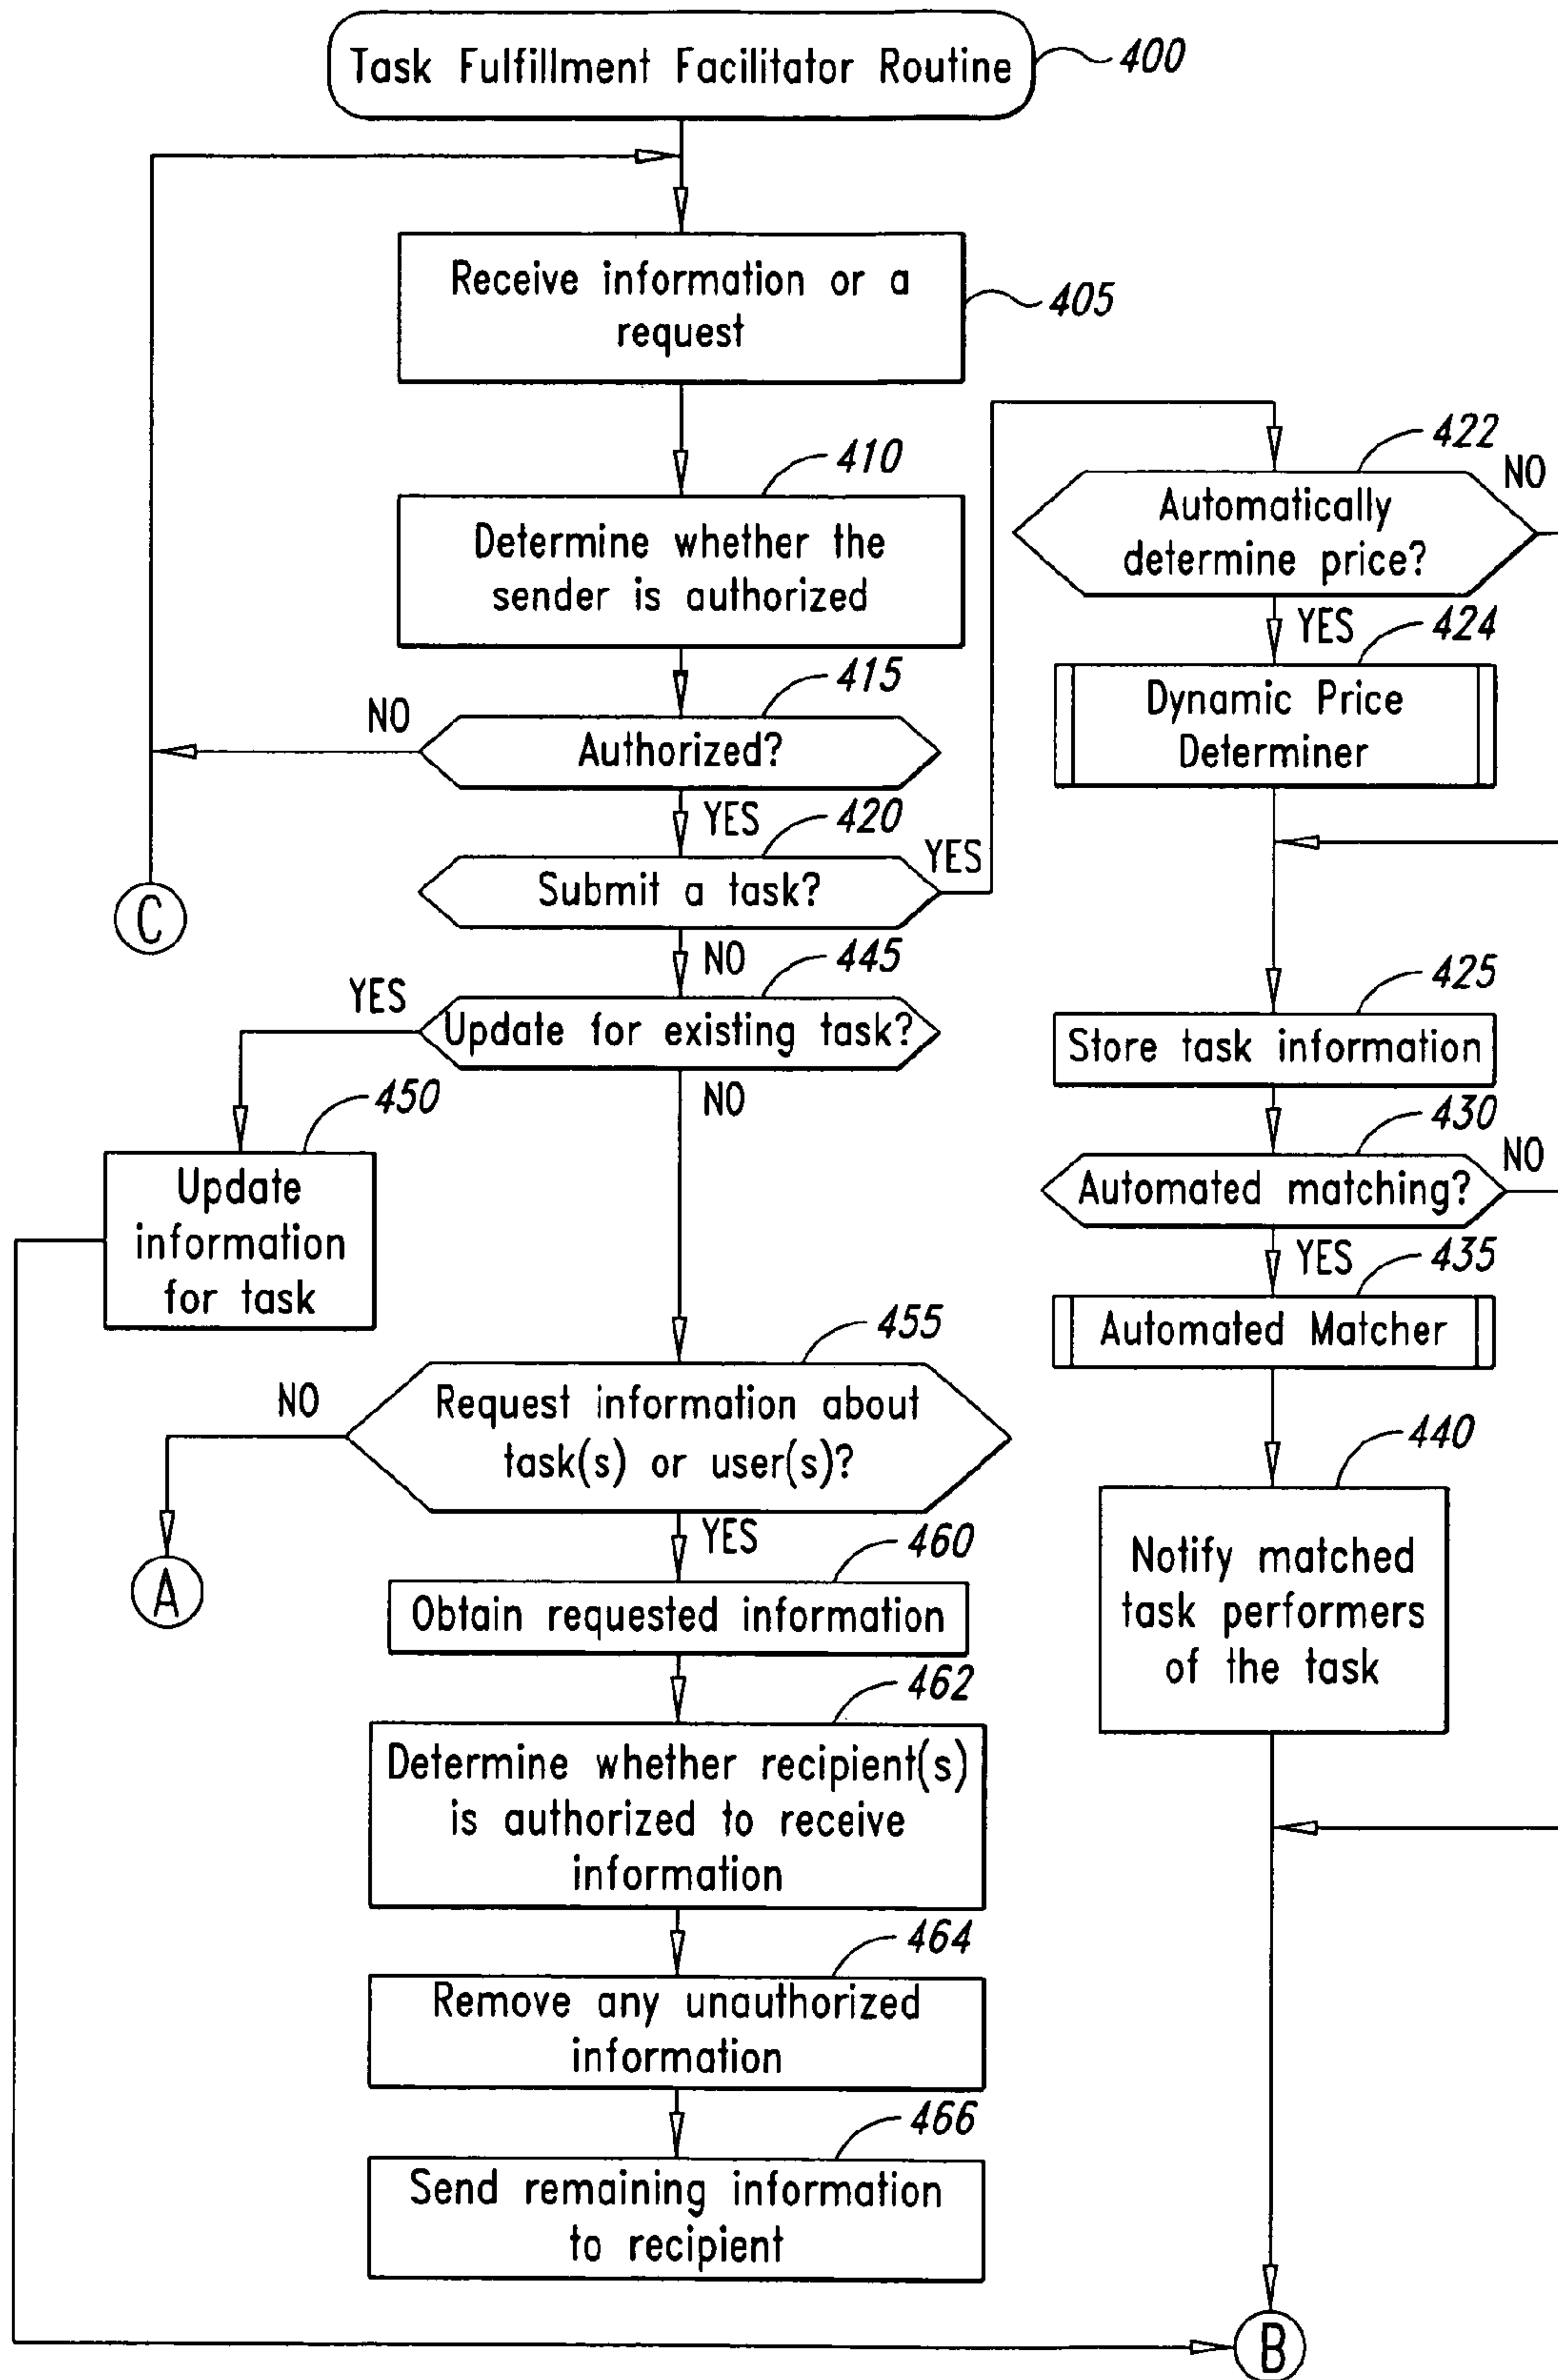 Task Fulfillment Facilitator Routine
400
Receive information or a
request
405
410
Determine whether the
sender is authorized
415
NO
Authorized?
YES
420
YES
Submit a task?
C
NO
445
YES
Update for existing task?
NO
450
Update
information
for task
455
NO
Request information about
task(s) or user(s)?
A
YES
460
Obtain requested information
462
Determine whether recipient(s)
is authorized to receive
information
464
Remove any unauthorized
information
466
Send remaining information
to recipient
422
NO
Automatically
determine price?
YES
424
Dynamic Price
Determiner
425
Store task information
430
NO
Automated matching?
YES
435
Automated Matcher
440
Notify matched
task performers
of the task
B